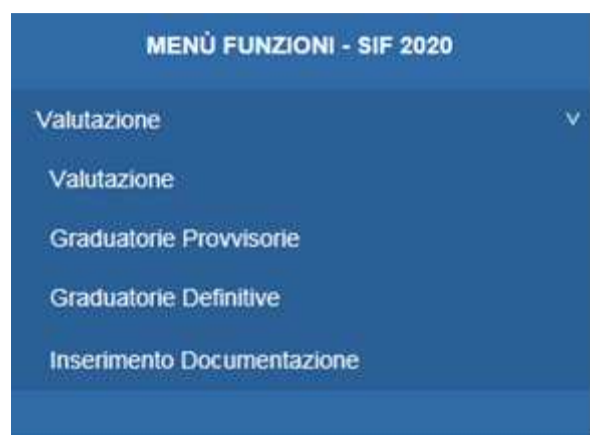 MENÙ FUNZIONI - SIF 2020
Valutazione
Valutazione
Graduatorie Provvisorie
Graduatorie Definitive
Inserimento Documentazione